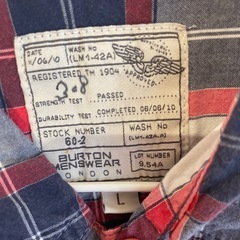 DATE
WASH No
/06/0
(LM1-42A)
REGISTERED TM 1904
APPROVED
3.8
STRENGTH TEST
PASSED
DURABILITY TEST
COMPLETED 06/06/10
STOCK NUMBER
60-2
WASH No
(LM1-42A-A)
BURTON
MENSWEAR
LONDON
LOT NUMBER
9.54A
L